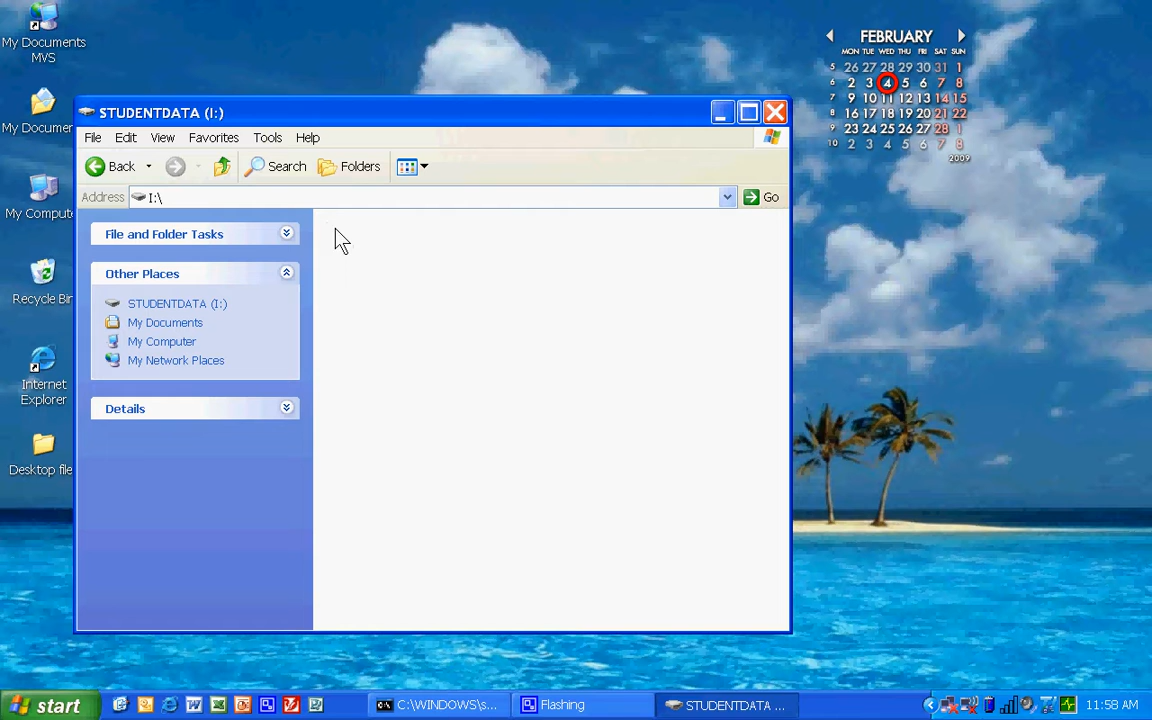 My Documents
MVS
My Documen
My Compute
Recycle Bin
Internet
Explorer
Desktop file
STUDENTDATA (I:)
File Edit View Favorites Tools Help
Back Search Folders
Address I:\ Go
File and Folder Tasks
Other Places
STUDENTDATA (I:)
My Documents
My Computer
My Network Places
Details
FEBRUARY
MON TUE WED THU FRI SAT SUN
5 26 27 28 29 30 31 1
6 2 3 4 5 6 7 8
7 9 10 11 12 13 14 15
8 16 17 18 19 20 21 22
9 23 24 25 26 27 28 1
10 2 3 4 5 6 7 8
2009
start C:\WINDOWS\s... Flashing STUDENTDATA ... 11:58 AM